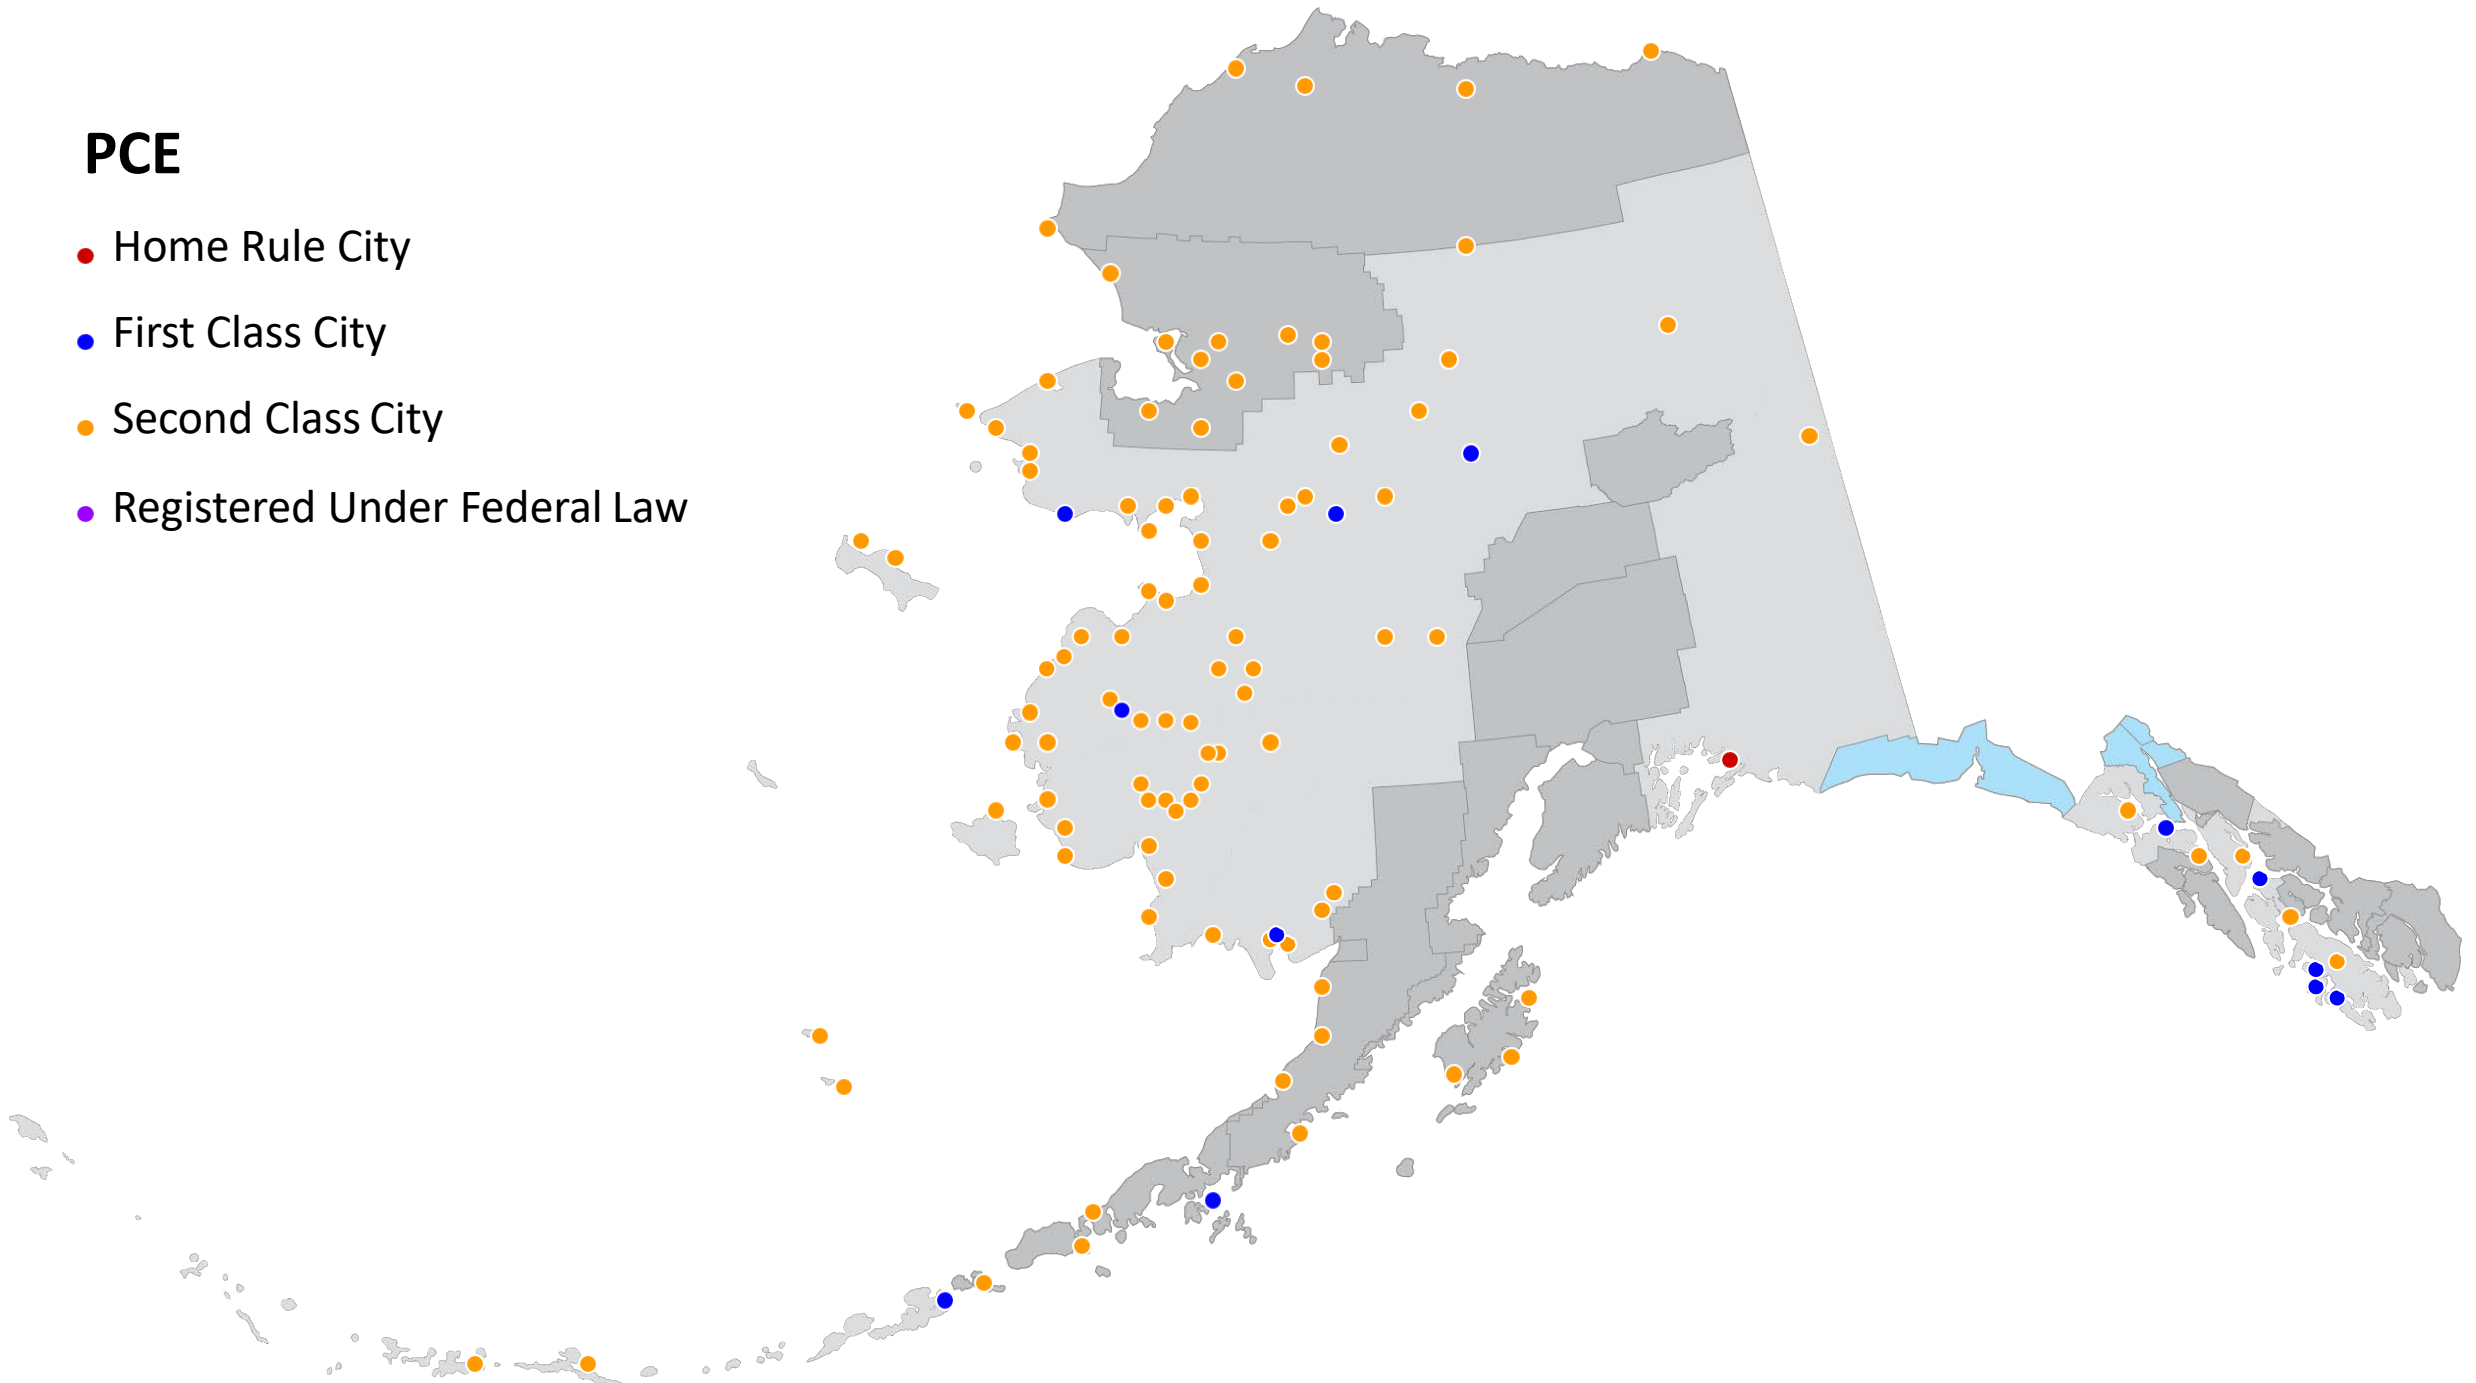 PCE
Home Rule City
First Class City
Second Class City
Registered Under Federal Law